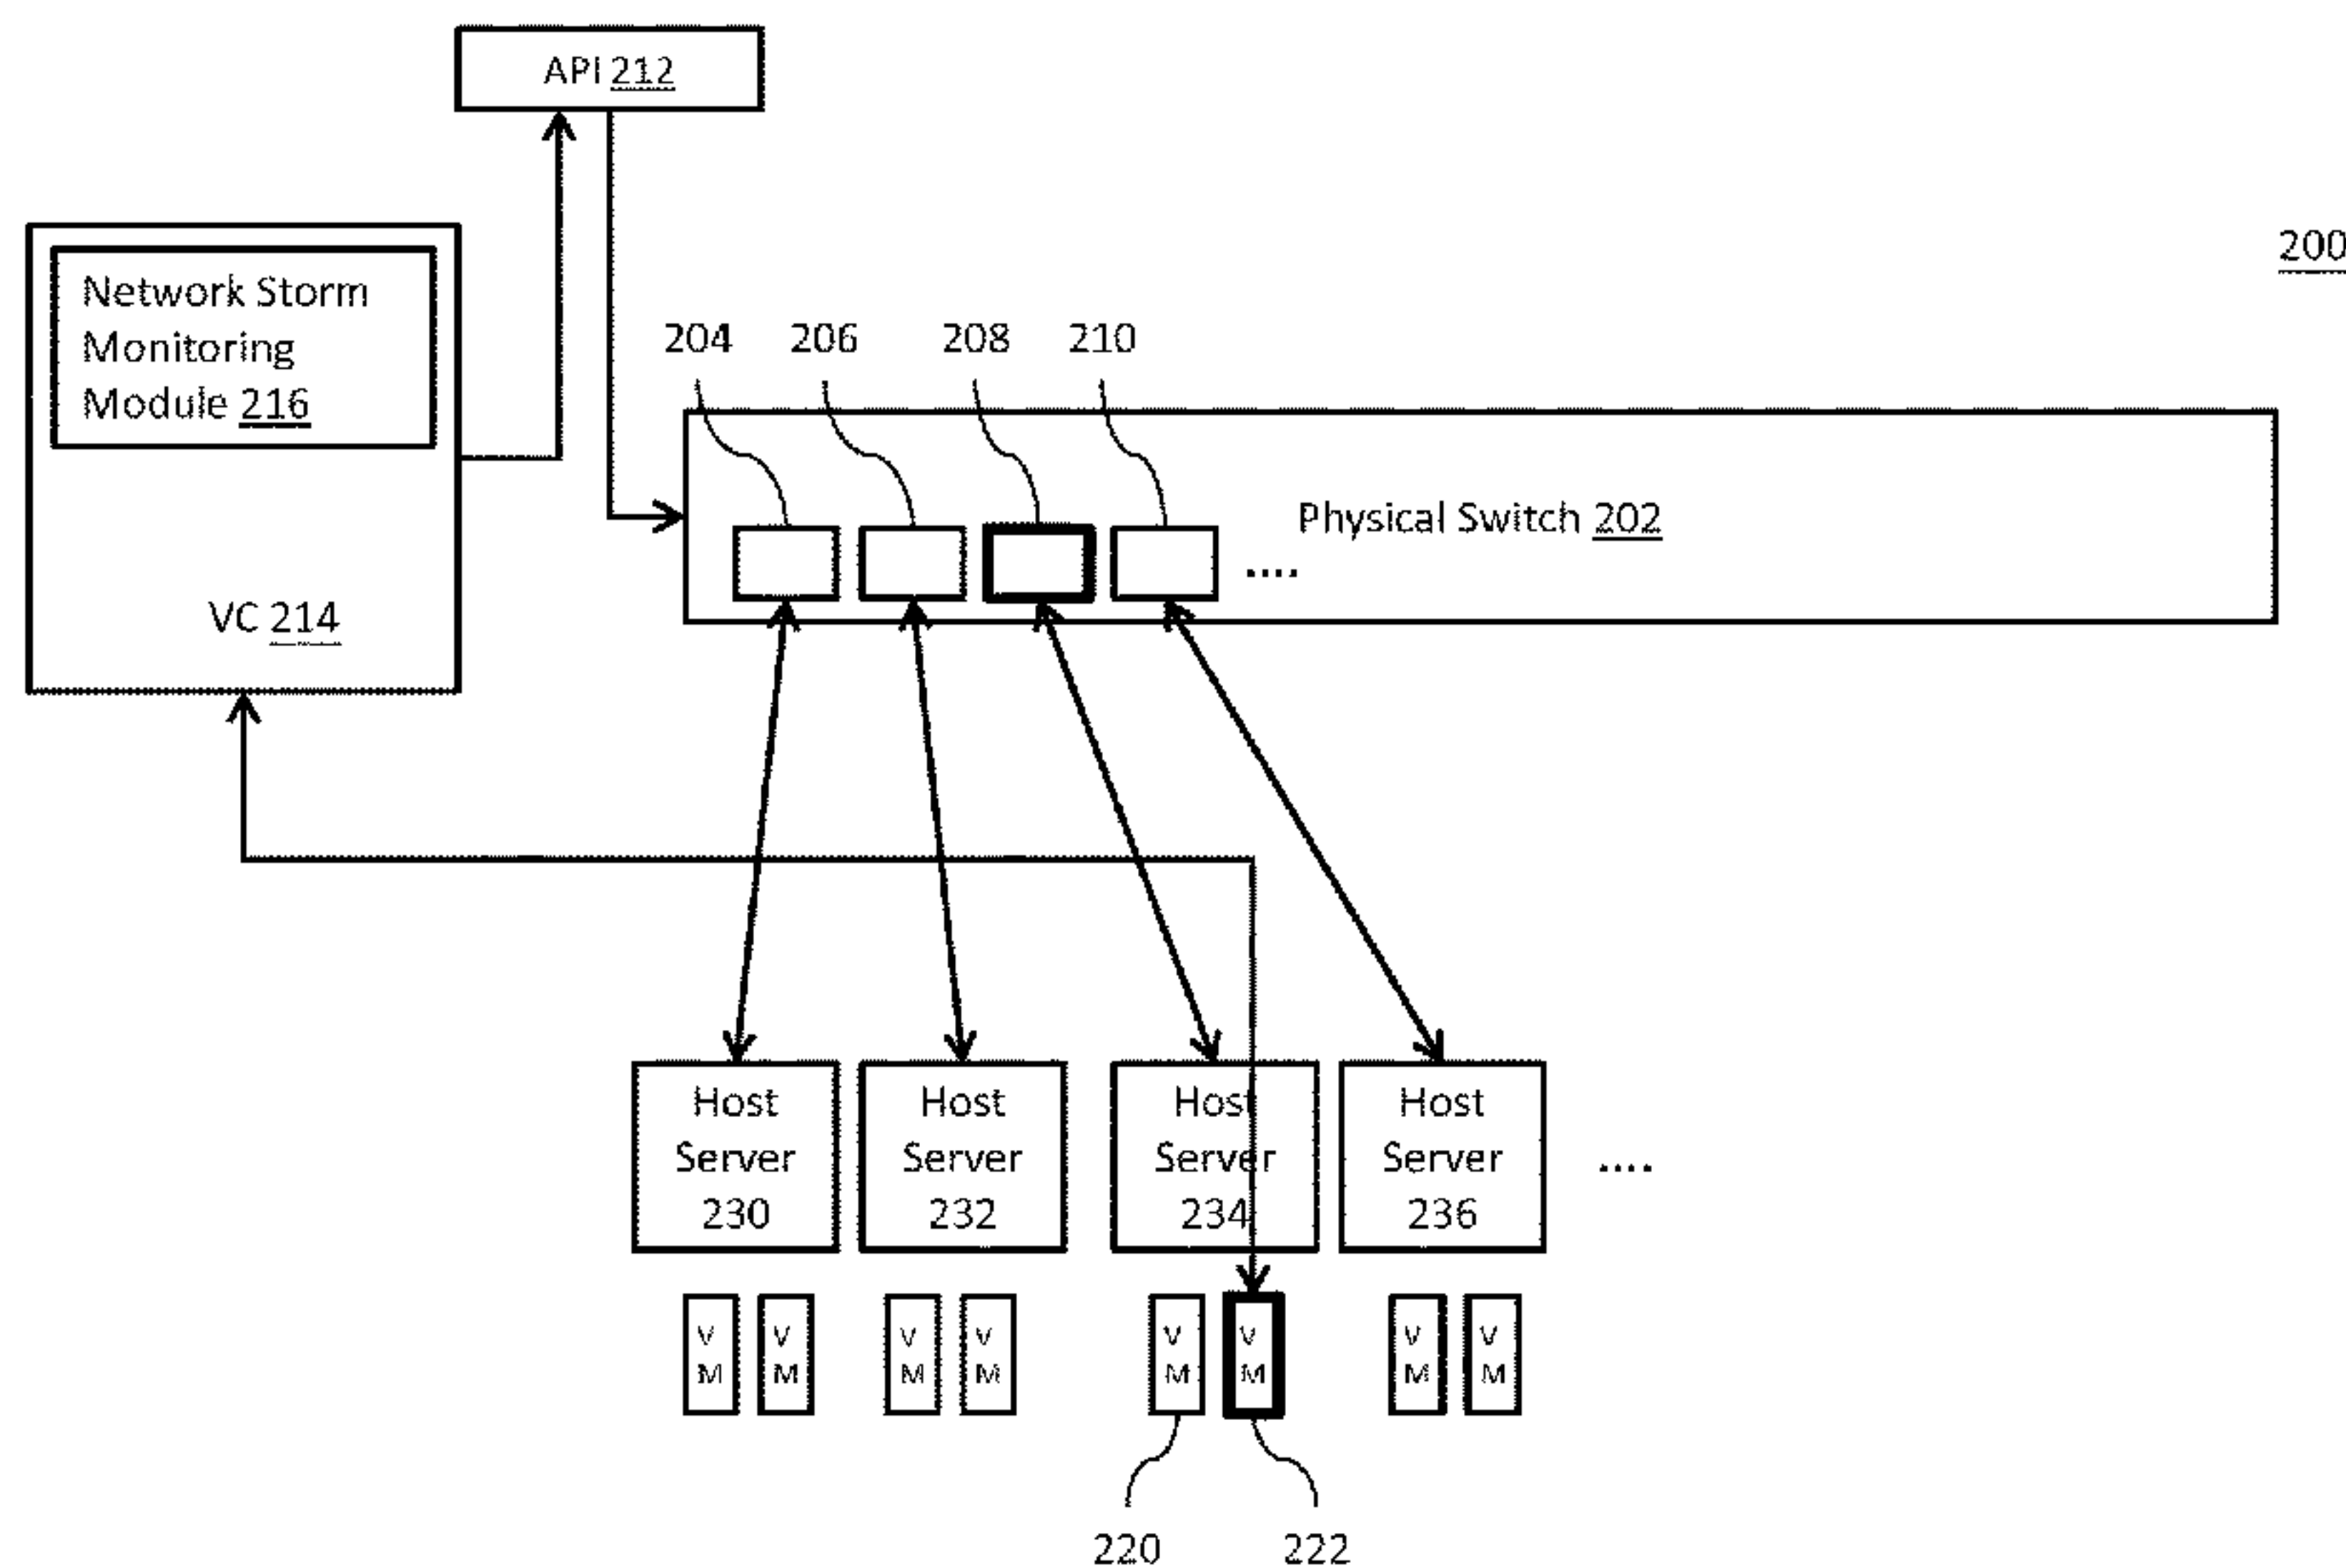 API 212
200
Network Storm
Monitoring
Module 216
204 206 208 210
Physical Switch 202
....
VC 214
Host
Server
230
Host
Server
232
Host
Server
234
Host
Server
236
....
V
M
V
M
V
M
V
M
V
M
V
M
V
M
V
M
220 222